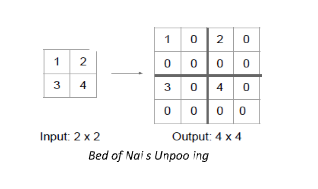 1 0 2 0
1 2 0 0 0 0
3 4 3 0 4 0
0 0 0 0
Input: 2 x 2 Output: 4 x 4
Bed of Nai s Unpoo ing